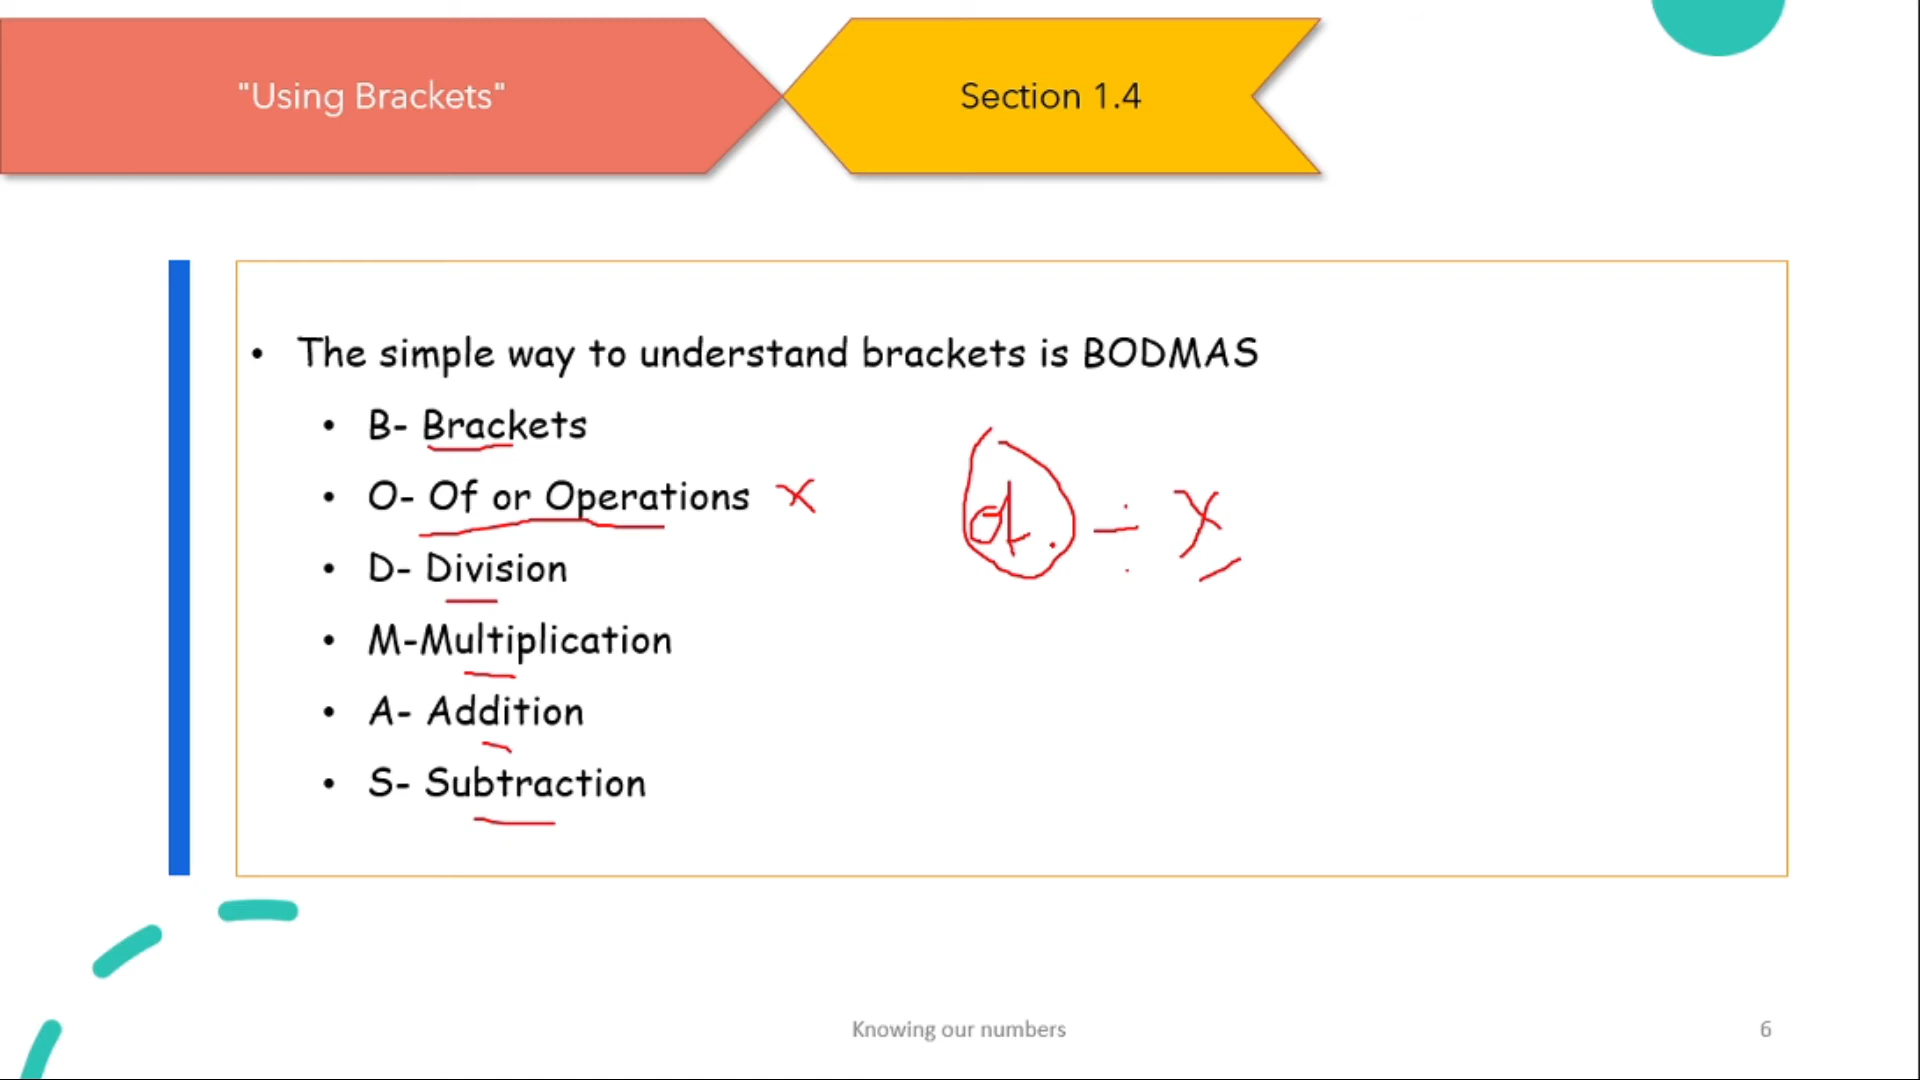 "Using Brackets"
Section 1.4
• The simple way to understand brackets is BODMAS
• B- Brackets
• O- Of or Operations ×
• D- Division
• M-Multiplication
• A- Addition
• S- Subtraction
÷ ×
Knowing our numbers
6